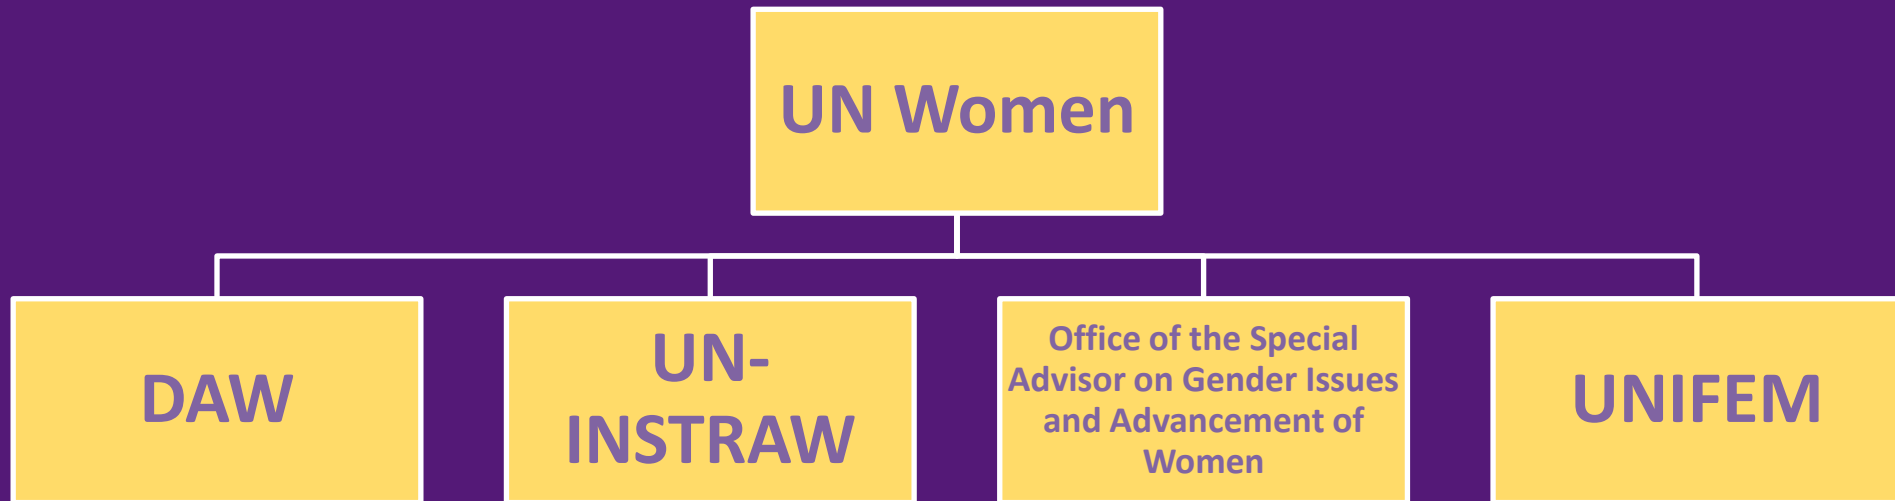 UN Women
DAW
UN-
INSTRAW
Office of the Special
Advisor on Gender Issues
and Advancement of
Women
UNIFEM